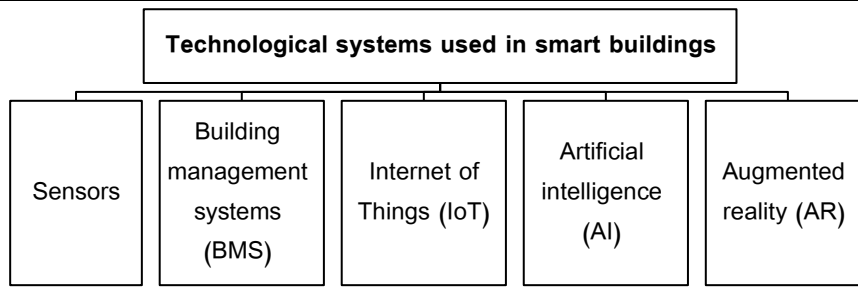 Technological systems used in smart buildings
Sensors
Building
management
systems
(BMS)
Internet of
Things (IoT)
Artificial
intelligence
(AI)
Augmented
reality (AR)